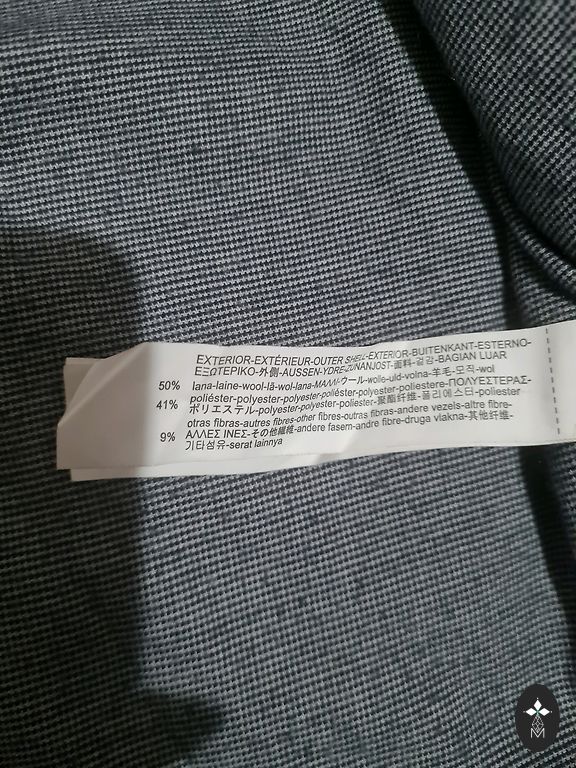 EXTERIOR-EXTÉRIEUR-OUTER SHELL-EXTERIOR-BUITENKANT-ESTERNO-
ΕΞΩΤΕΡΙΚΟ-外側-AUSSEN-YDRE-ZUNANJOST-面料-겉감-BAGIAN LUAR
50% lana-laine-wool-lã-wol-lana-ΜΑΛΛΙ-ウール-wolle-uld-volna-羊毛-모직-wol
41% poliéster-polyester-polyester-poliéster-polyester-poliestere-ΠΟΛΥΕΣΤΕΡΑΣ-
ポリエステル-polyester-polyester-poliester-聚酯纤维-폴리에스터-poliester
otras fibras-autres fibres-other fibres-outras fibras-andere vezels-altre fibre-
9% ΑΛΛΕΣ ΙΝΕΣ-その他繊維-andere fasern-andre fibre-druga vlakna-其他纤维-
기타섬유-serat lainnya
M